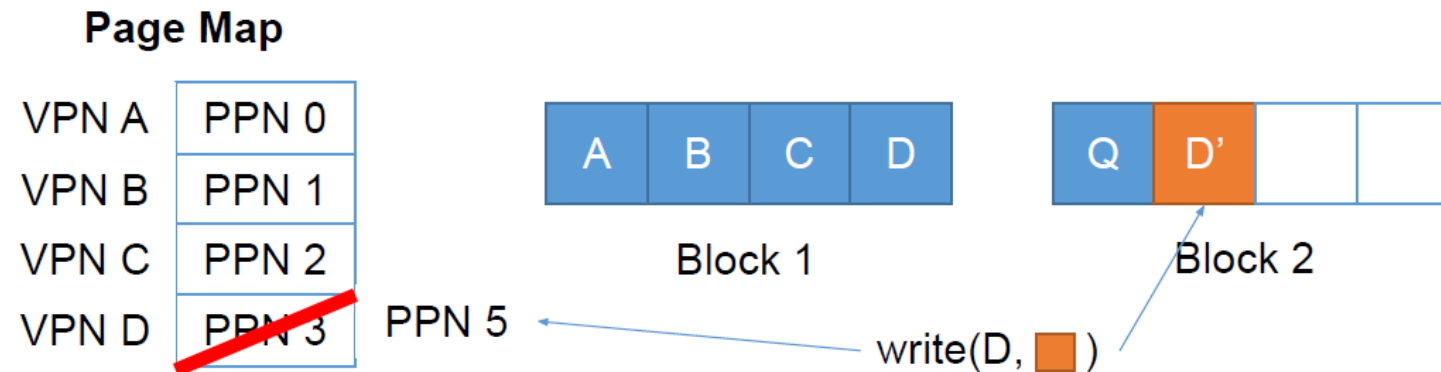 Page Map
VPN A PPN 0
VPN B PPN 1
VPN C PPN 2
VPN D PPN 3 PPN 5
A B C D
Block 1
Q D’
Block 2
write(D, )